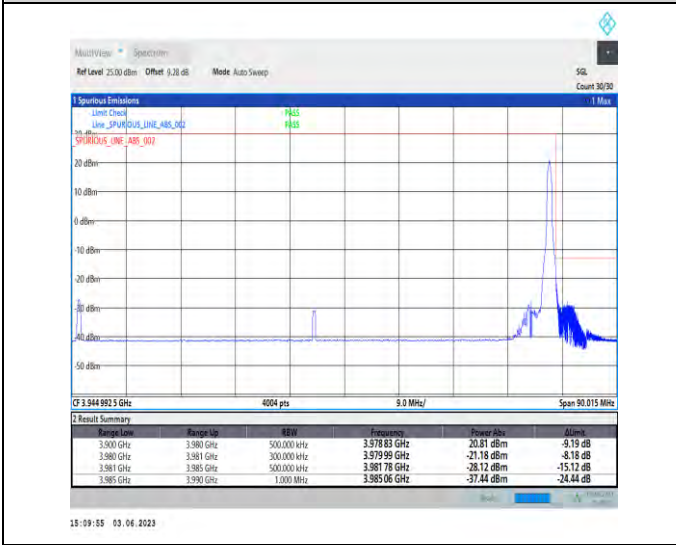 MultiView Spectrum
Ref Level 25.00 dBm Offset 9.28 dB Mode Auto Sweep SGL
Count 30/30
1 Spurious Emissions 1 Max
Limit Check PASS
Line _SPURIOUS_LINE_ABS_002 PASS
_SPURIOUS_LINE_ABS_002
20 dBm
10 dBm
0 dBm
-10 dBm
-20 dBm
-30 dBm
-40 dBm
-50 dBm
CF 3.944 992 5 GHz 4004 pts 9.0 MHz/ Span 90.015 MHz
2 Result Summary
Range Low Range Up RBW Frequency Power Abs ΔLimit
3.900 GHz 3.980 GHz 500.000 kHz 3.978 83 GHz 20.81 dBm -9.19 dB
3.980 GHz 3.981 GHz 300.000 kHz 3.979 99 GHz -21.18 dBm -8.18 dB
3.981 GHz 3.985 GHz 500.000 kHz 3.981 78 GHz -28.12 dBm -15.12 dB
3.985 GHz 3.990 GHz 1.000 MHz 3.985 06 GHz -37.44 dBm -24.44 dB
15:09:55 03.06.2023